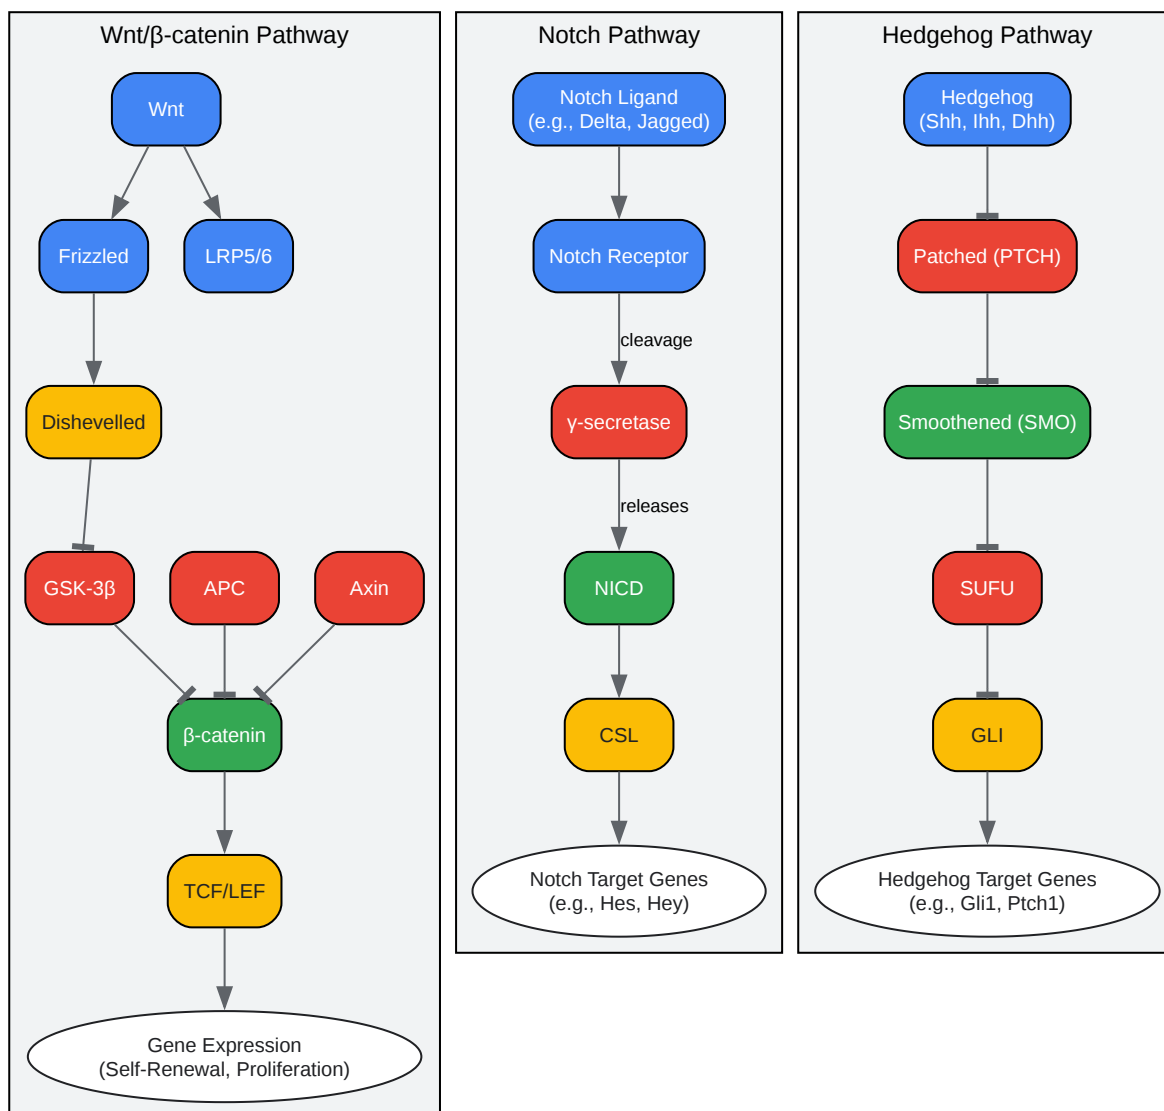 Wnt/β-catenin Pathway
Wnt
Frizzled
LRP5/6
Dishevelled
GSK-3β
APC
Axin
β-catenin
TCF/LEF
Gene Expression
(Self-Renewal, Proliferation)
Notch Pathway
Notch Ligand
(e.g., Delta, Jagged)
Notch Receptor
cleavage
γ-secretase
releases
NICD
CSL
Notch Target Genes
(e.g., Hes, Hey)
Hedgehog Pathway
Hedgehog
(Shh, Ihh, Dhh)
Patched (PTCH)
Smoothened (SMO)
SUFU
GLI
Hedgehog Target Genes
(e.g., Gli1, Ptch1)